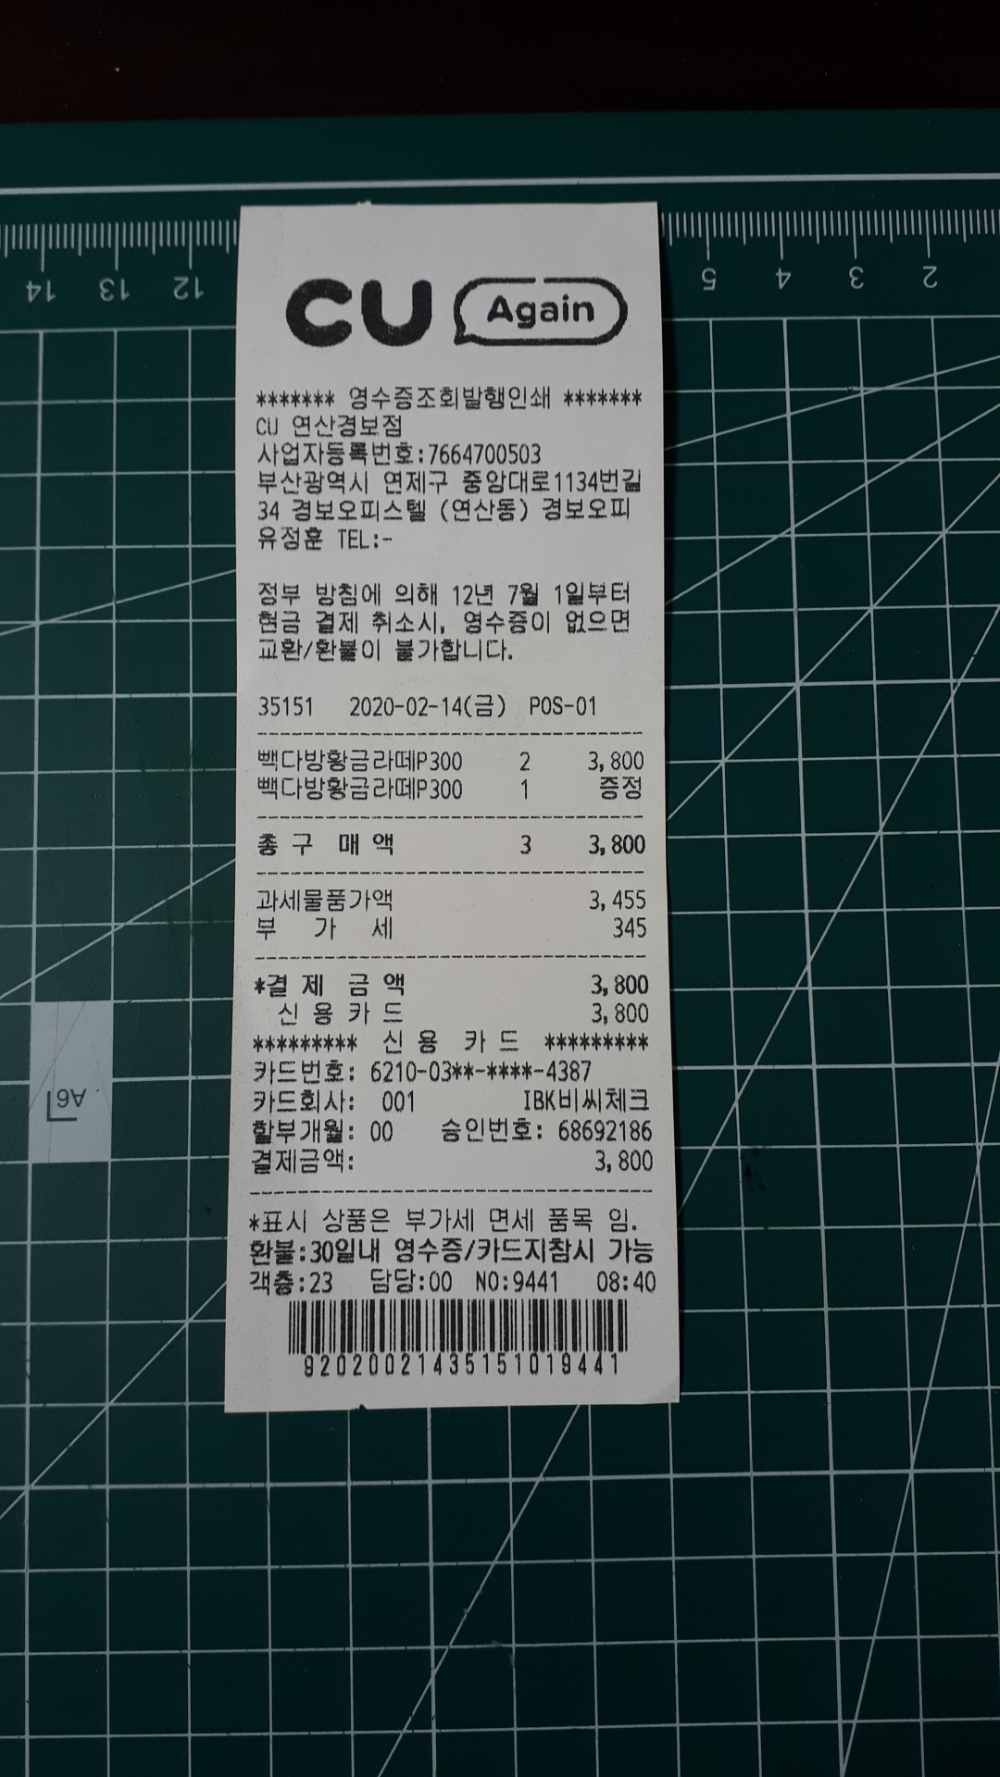 14 13 12 5 4 3 2
CU Again
******* 영수증조회발행인쇄 *******
CU 연산경보점
사업자등록번호:7664700503
부산광역시 연제구 중앙대로1134번길
34 경보오피스텔 (연산동) 경보오피
유정훈 TEL:-
정부 방침에 의해 12년 7월 1일부터
현금 결제 취소시, 영수증이 없으면
교환/환불이 불가합니다.
35151 2020-02-14(금) POS-01
빽다방황금라떼P300 2 3,800
빽다방황금라떼P300 1 증정
총 구 매 액 3 3,800
과세물품가액 3,455
부 가 세 345
*결 제 금 액 3,800
신 용 카 드 3,800
********* 신 용 카 드 *********
카드번호: 6210-03**-****-4387
카드회사: 001 IBK비씨체크
할부개월: 00 승인번호: 68692186
결제금액: 3,800
*표시 상품은 부가세 면세 품목 임.
환불:30일내 영수증/카드지참시 가능
객층:23 담당:00 NO:9441 08:40
9202002143515101944​1
A6